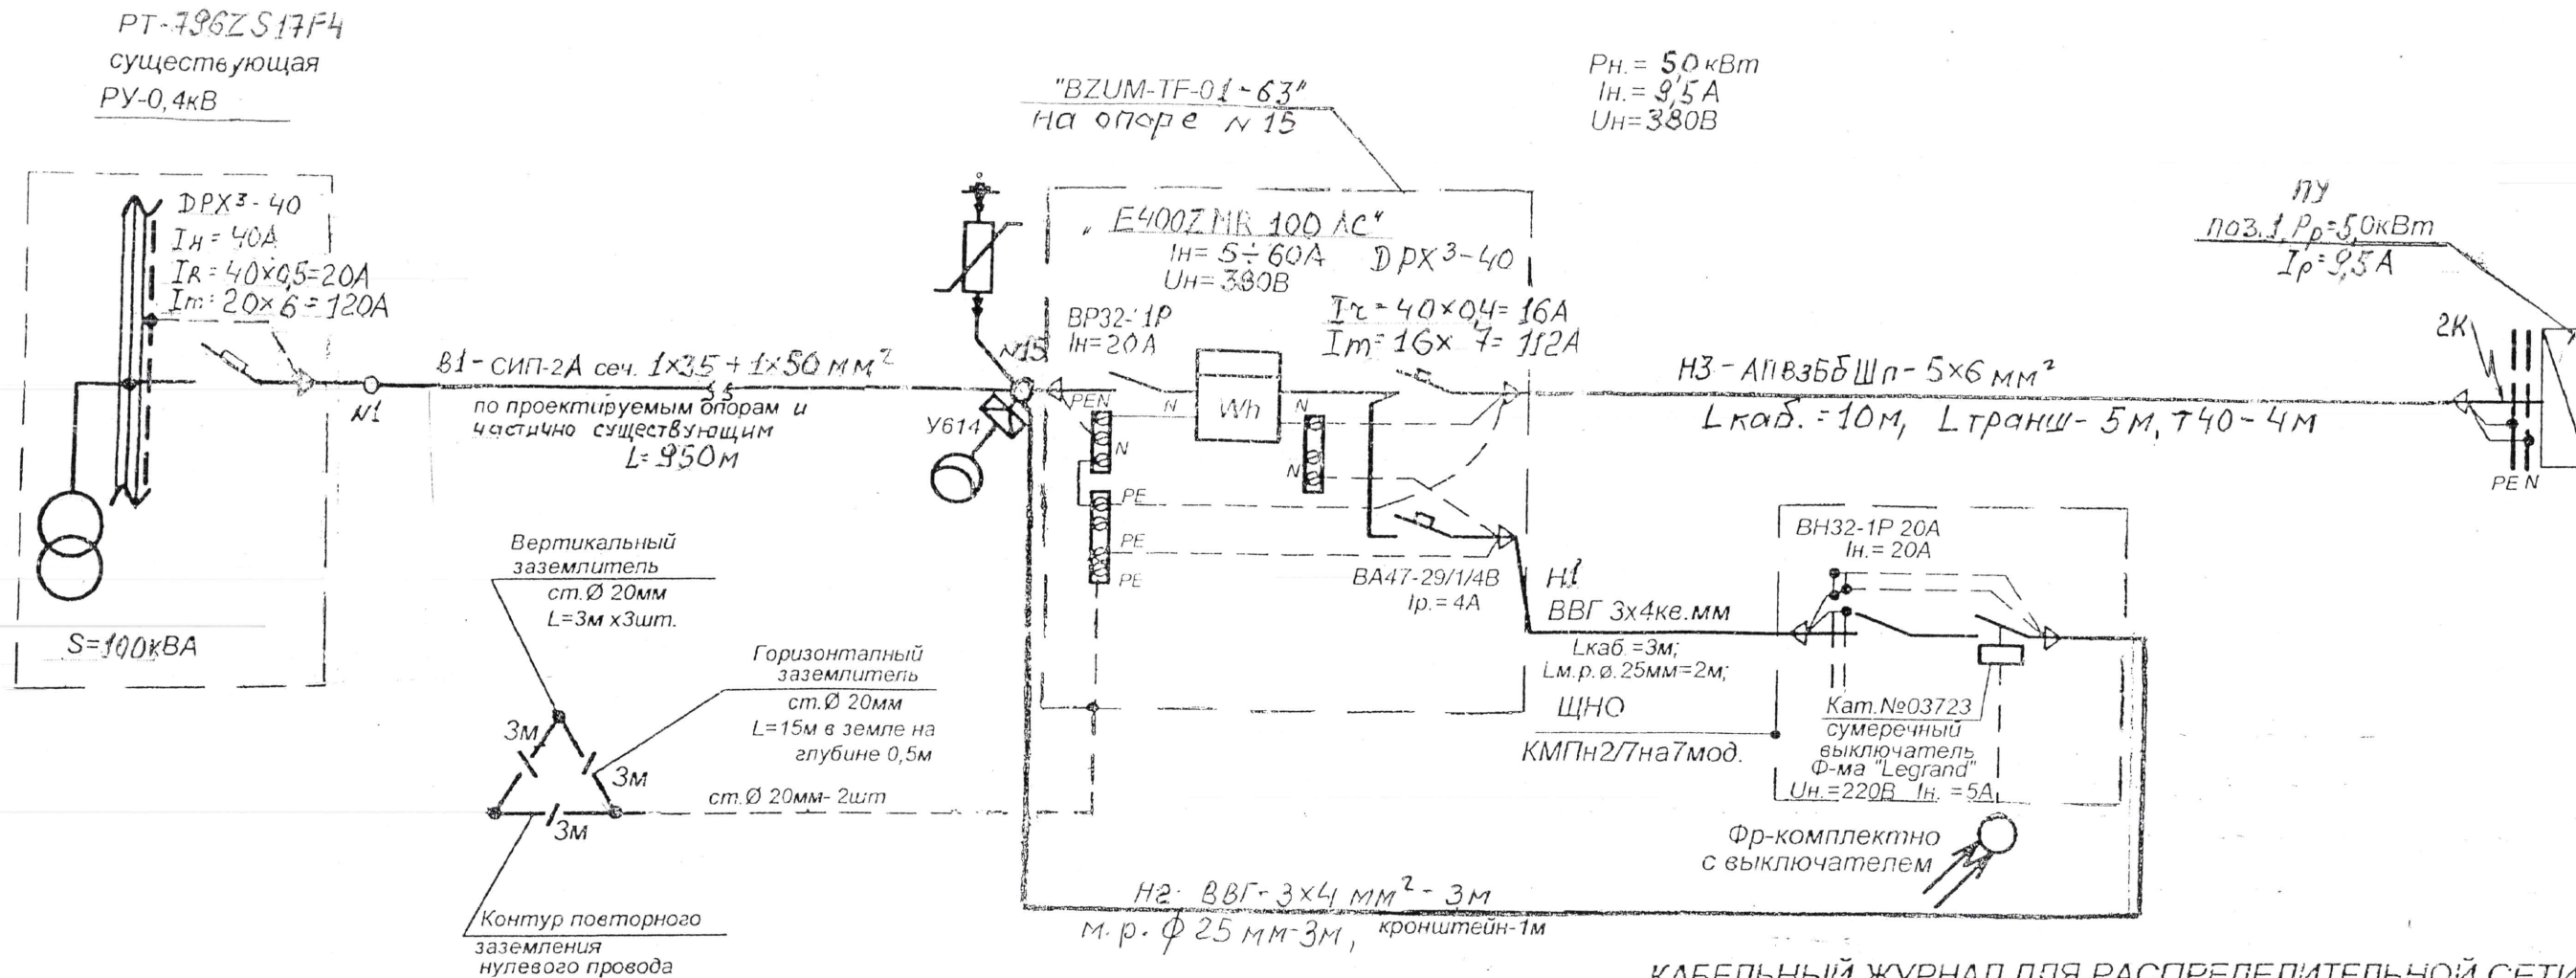 РТ-796ZS17F4
существующая
РУ-0,4кВ
DPX³-40
Iн=40А
IR=40×0,5=20А
Im=20×6=120А
S=100кВА
N1
В1-СИП-2А сеч. 1×35+1×50 мм²
по проектируемым опорам и
частично существующим
L=950м
"BZUM-TF-01-63"
на опоре N 15
Рн.= 5,0 кВт
Iн.= 9,5 А
Uн=380В
"E400ZMR 100 AC"
Iн= 5÷60А
Uн=380В
DPX³-40
Ir=40×0,4=16А
Im=16×7=112А
ВР32-1Р
Iн=20А
N15
У614
PEN
N
N
Wh
N
N
PE
PE
PE
ВА47-29/1/4В
Iр.= 4А
Н3-АПВзБбШп-5×6 мм²
Lкаб.=10м, Lтранш-5м, т40-4м
ПУ
поз.1, Рр=5,0кВт
Iр=9,5А
2К
PE N
Н1
ВВГ 3х4кв.мм
Lкаб.=3м;
Lм.р.ø.25мм=2м;
ЩНО
КМПн2/7на7мод.
ВН32-1Р 20А
Iн.= 20А
Кат.№03723
сумеречный
выключатель
Ф-ма "Legrand"
Uн.=220В Iн. =5А
Фр-комплектно
с выключателем
Н2- ВВГ-3×4 мм²-3м
м.р. ф 25 мм-3м, кронштейн-1м
Вертикальный
заземлитель
ст.Ø 20мм
L=3м х3шт.
Горизонталный
заземлитель
ст.Ø 20мм
L=15м в земле на
глубине 0,5м
3м
3м
3м
ст.Ø 20мм- 2шт
Контур повторного
заземления
нулевого провода
КАБЕЛЬНЫЙ ЖУРНАЛ ДЛЯ РАСПРЕДЕЛИТЕЛЬНОЙ СЕТИ